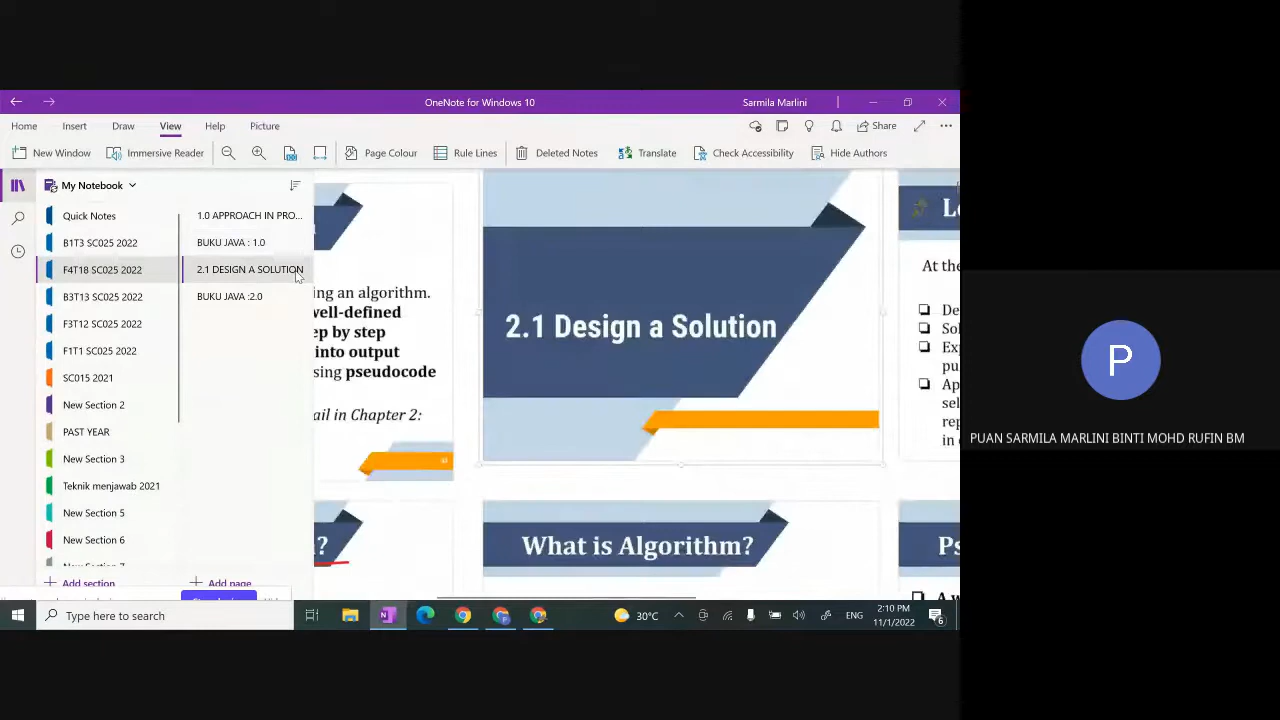 OneNote for Windows 10
Sarmila Marlini
Home Insert Draw View Help Picture
Share
New Window Immersive Reader Page Colour Rule Lines Deleted Notes Translate Check Accessibility Hide Authors
My Notebook
Quick Notes
B1T3 SC025 2022
F4T18 SC025 2022
B3T13 SC025 2022
F3T12 SC025 2022
F1T1 SC025 2022
SC015 2021
New Section 2
PAST YEAR
New Section 3
Teknik menjawab 2021
New Section 5
New Section 6
Add section
1.0 APPROACH IN PRO...
BUKU JAVA : 1.0
2.1 DESIGN A SOLUTION
BUKU JAVA :2.0
Add page
ing an algorithm.
well-defined
ep by step
into output
sing pseudocode
ail in Chapter 2:
2.1 Design a Solution
At the
What is Algorithm?
Type here to search
30°C
ENG
2:10 PM
11/1/2022
6
P
PUAN SARMILA MARLINI BINTI MOHD RUFIN BM